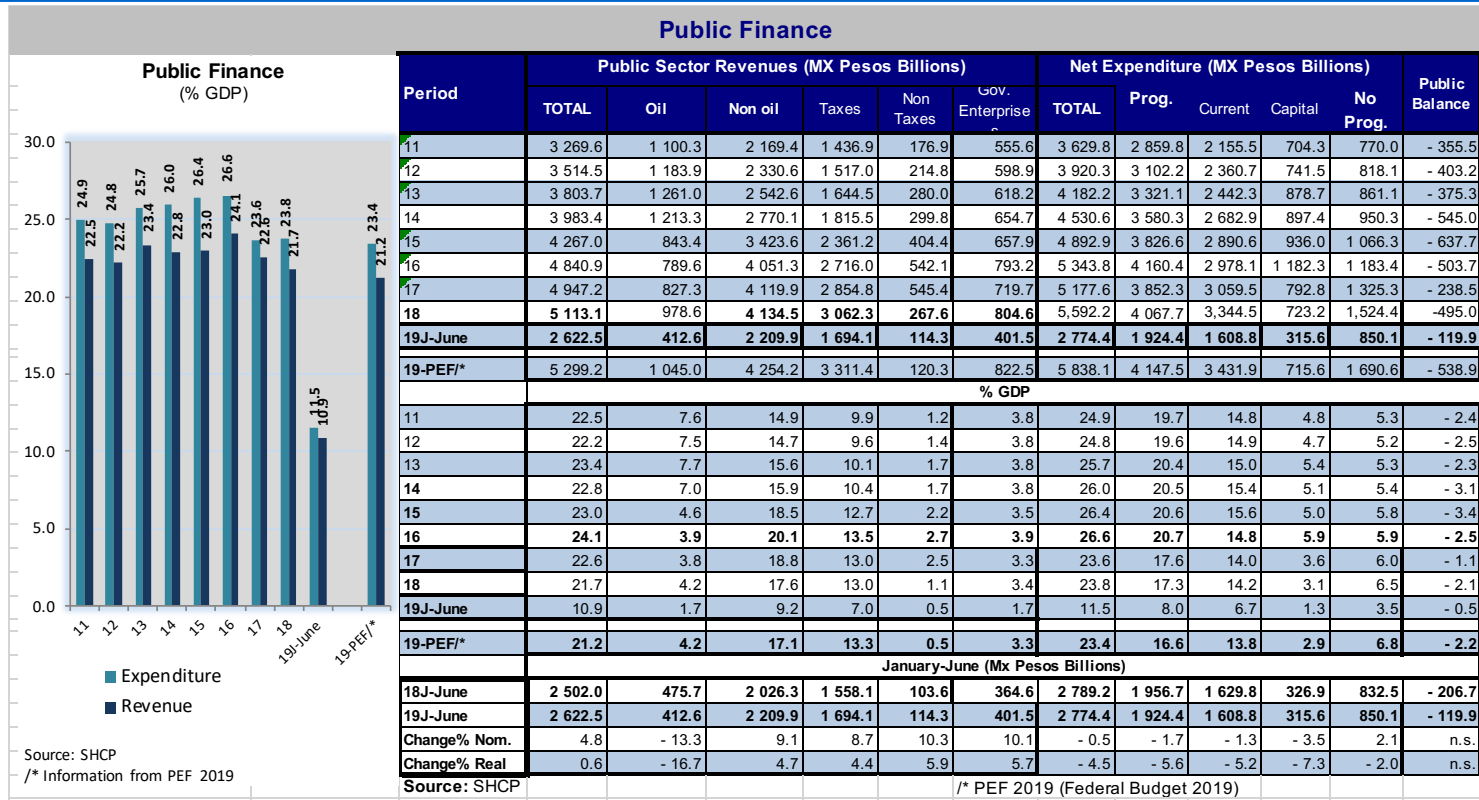 Public Finance
Public Finance
(% GDP)
30.0
25.0
20.0
15.0
10.0
5.0
0.0
24.9 24.8 25.7 26.0 26.4 26.6 23.6 23.8 11.5 23.4
22.5 22.2 23.4 22.8 23.0 24.1 22.6 21.7 10.9 21.2
11 12 13 14 15 16 17 18 19J-June 19-PEF/*
Expenditure
Revenue
Source: SHCP
/* Information from PEF 2019
Period Public Sector Revenues (MX Pesos Billions) Net Expenditure (MX Pesos Billions) Public Balance
TOTAL Oil Non oil Taxes Non Taxes Gov. Enterprises TOTAL Prog. Current Capital No Prog.
11 3 269.6 1 100.3 2 169.4 1 436.9 176.9 555.6 3 629.8 2 859.8 2 155.5 704.3 770.0 - 355.5
12 3 514.5 1 183.9 2 330.6 1 517.0 214.8 598.9 3 920.3 3 102.2 2 360.7 741.5 818.1 - 403.2
13 3 803.7 1 261.0 2 542.6 1 644.5 280.0 618.2 4 182.2 3 321.1 2 442.3 878.7 861.1 - 375.3
14 3 983.4 1 213.3 2 770.1 1 815.5 299.8 654.7 4 530.6 3 580.3 2 682.9 897.4 950.3 - 545.0
15 4 267.0 843.4 3 423.6 2 361.2 404.4 657.9 4 892.9 3 826.6 2 890.6 936.0 1 066.3 - 637.7
16 4 840.9 789.6 4 051.3 2 716.0 542.1 793.2 5 343.8 4 160.4 2 978.1 1 182.3 1 183.4 - 503.7
17 4 947.2 827.3 4 119.9 2 854.8 545.4 719.7 5 177.6 3 852.3 3 059.5 792.8 1 325.3 - 238.5
18 5 113.1 978.6 4 134.5 3 062.3 267.6 804.6 5,592.2 4 067.7 3,344.5 723.2 1,524.4 -495.0
19J-June 2 622.5 412.6 2 209.9 1 694.1 114.3 401.5 2 774.4 1 924.4 1 608.8 315.6 850.1 - 119.9
19-PEF/* 5 299.2 1 045.0 4 254.2 3 311.4 120.3 822.5 5 838.1 4 147.5 3 431.9 715.6 1 690.6 - 538.9
% GDP
11 22.5 7.6 14.9 9.9 1.2 3.8 24.9 19.7 14.8 4.8 5.3 - 2.4
12 22.2 7.5 14.7 9.6 1.4 3.8 24.8 19.6 14.9 4.7 5.2 - 2.5
13 23.4 7.7 15.6 10.1 1.7 3.8 25.7 20.4 15.0 5.4 5.3 - 2.3
14 22.8 7.0 15.9 10.4 1.7 3.8 26.0 20.5 15.4 5.1 5.4 - 3.1
15 23.0 4.6 18.5 12.7 2.2 3.5 26.4 20.6 15.6 5.0 5.8 - 3.4
16 24.1 3.9 20.1 13.5 2.7 3.9 26.6 20.7 14.8 5.9 5.9 - 2.5
17 22.6 3.8 18.8 13.0 2.5 3.3 23.6 17.6 14.0 3.6 6.0 - 1.1
18 21.7 4.2 17.6 13.0 1.1 3.4 23.8 17.3 14.2 3.1 6.5 - 2.1
19J-June 10.9 1.7 9.2 7.0 0.5 1.7 11.5 8.0 6.7 1.3 3.5 - 0.5
19-PEF/* 21.2 4.2 17.1 13.3 0.5 3.3 23.4 16.6 13.8 2.9 6.8 - 2.2
January-June (Mx Pesos Billions)
18J-June 2 502.0 475.7 2 026.3 1 558.1 103.6 364.6 2 789.2 1 956.7 1 629.8 326.9 832.5 - 206.7
19J-June 2 622.5 412.6 2 209.9 1 694.1 114.3 401.5 2 774.4 1 924.4 1 608.8 315.6 850.1 - 119.9
Change% Nom. 4.8 - 13.3 9.1 8.7 10.3 10.1 - 0.5 - 1.7 - 1.3 - 3.5 2.1 n.s.
Change% Real 0.6 - 16.7 4.7 4.4 5.9 5.7 - 4.5 - 5.6 - 5.2 - 7.3 - 2.0 n.s.
Source: SHCP /* PEF 2019 (Federal Budget 2019)